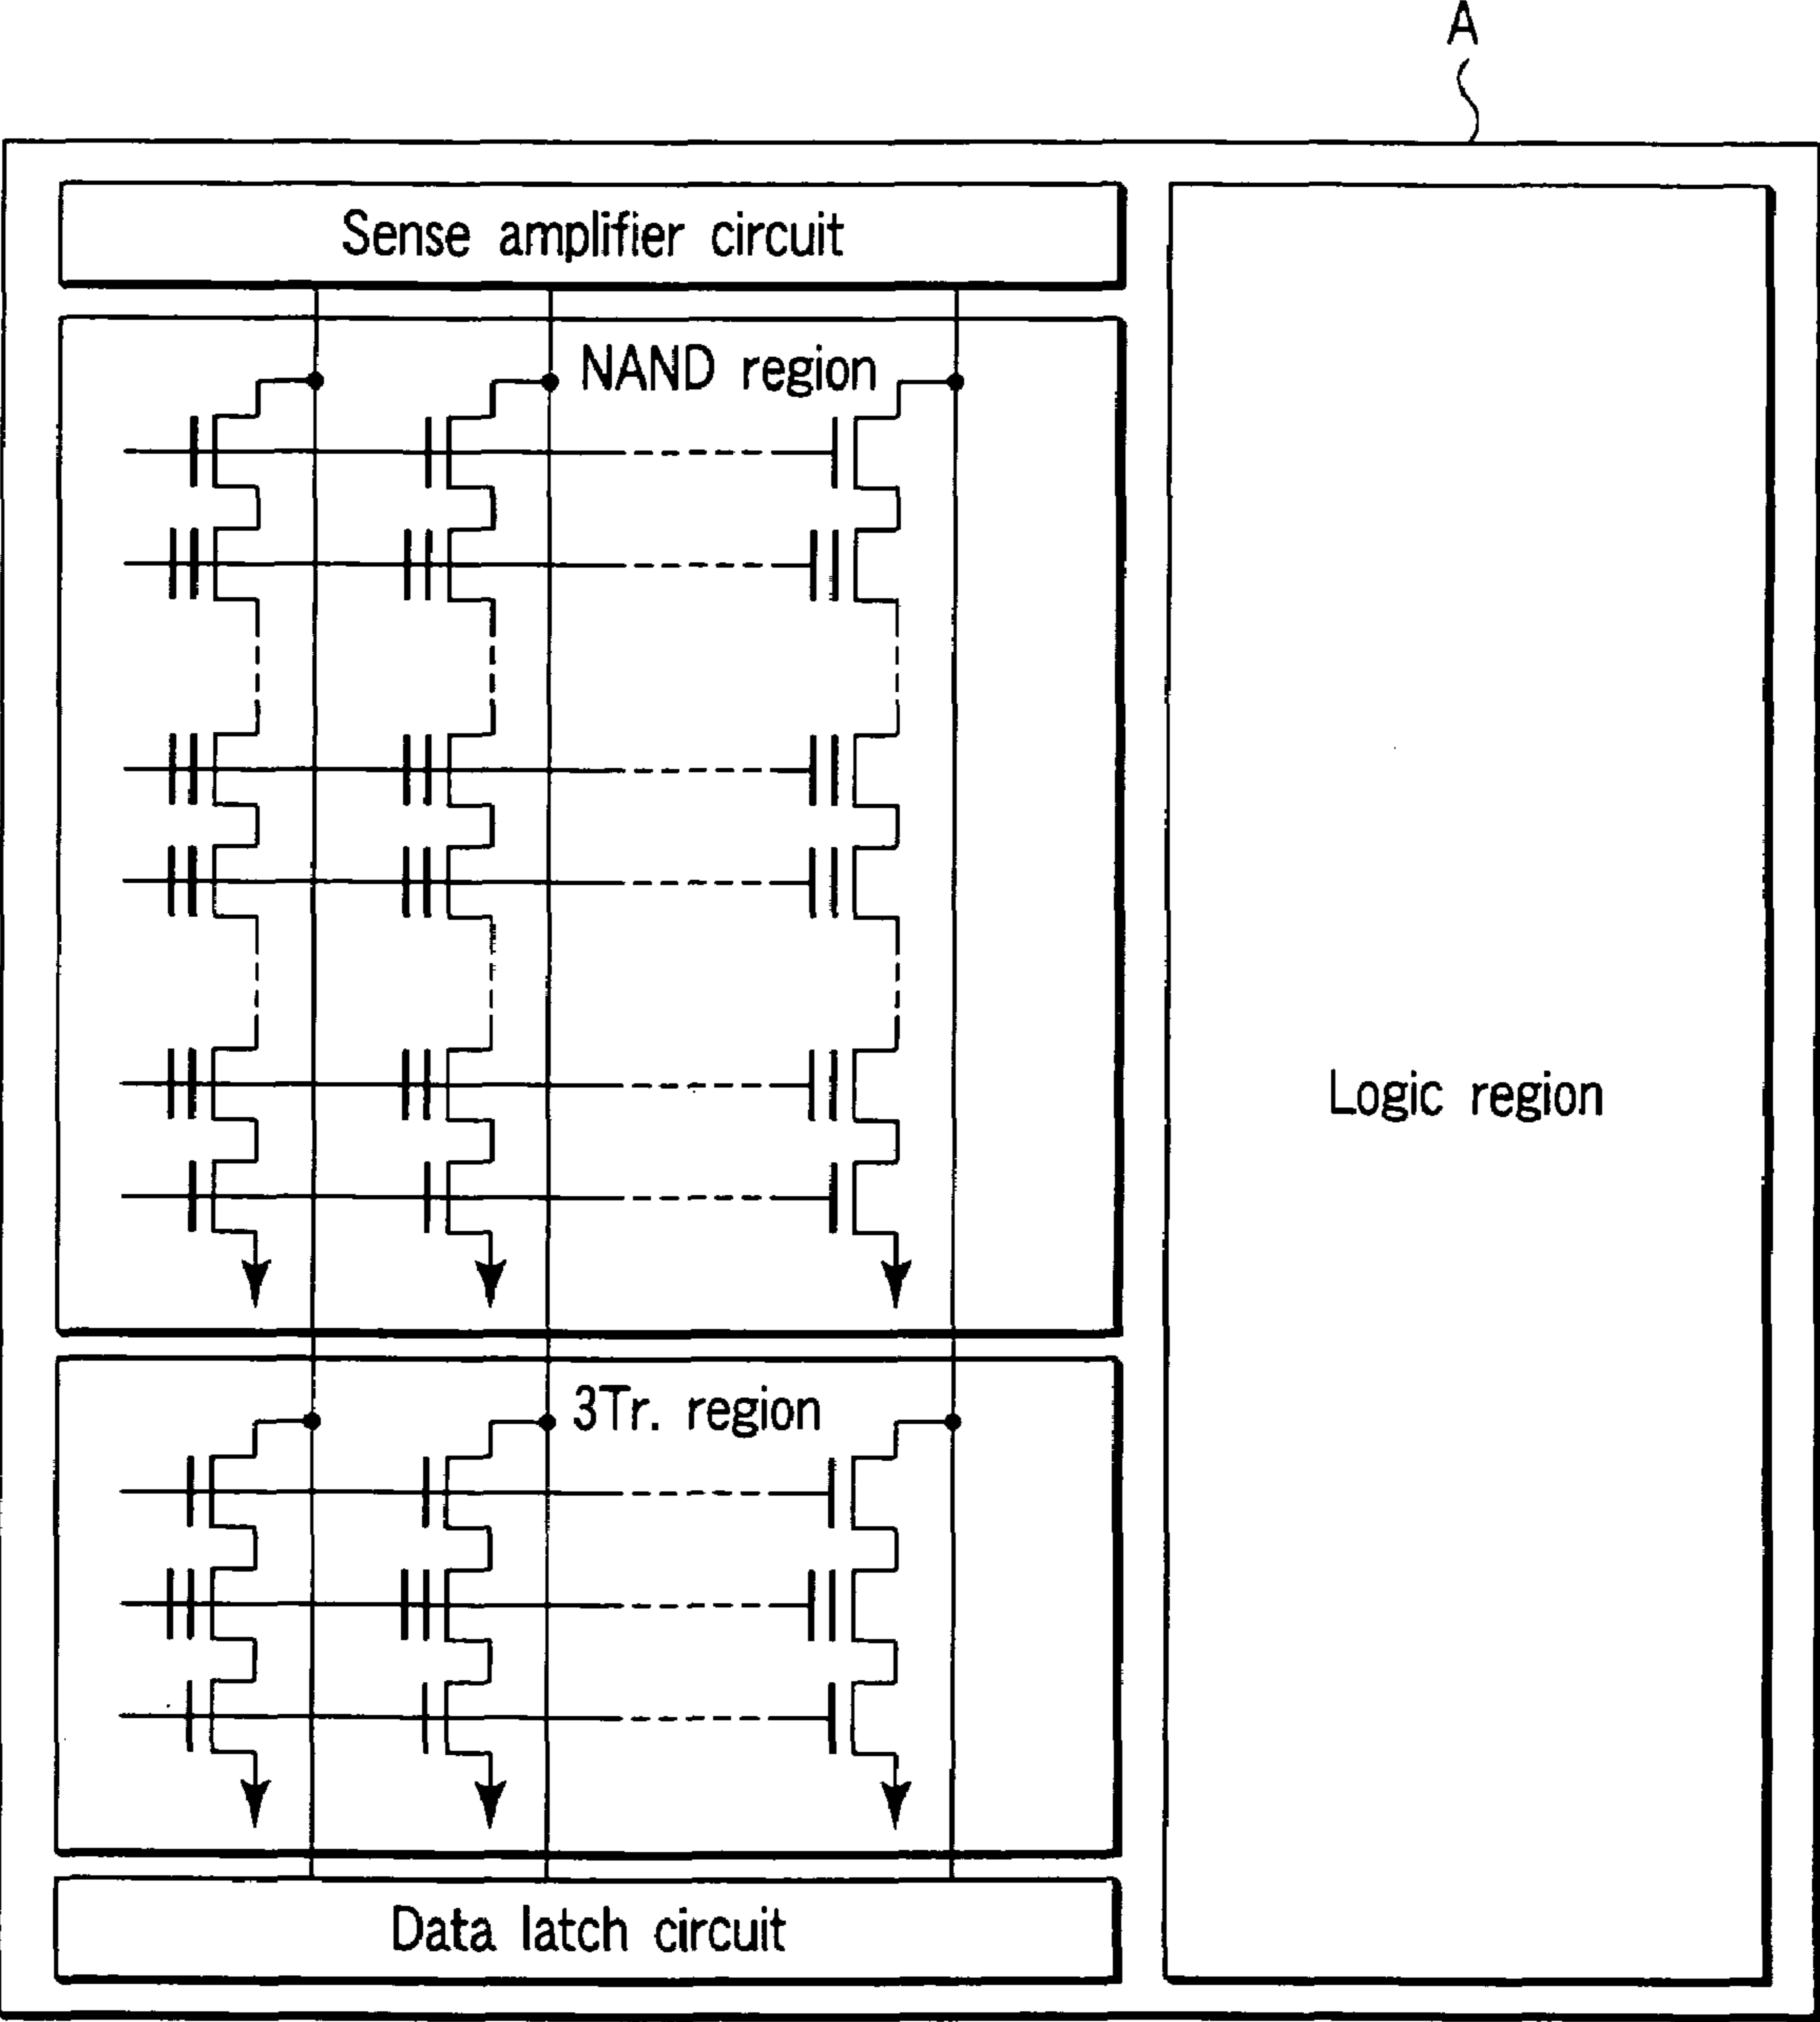 A
Sense amplifier circuit
NAND region
Logic region
3Tr. region
Data latch circuit